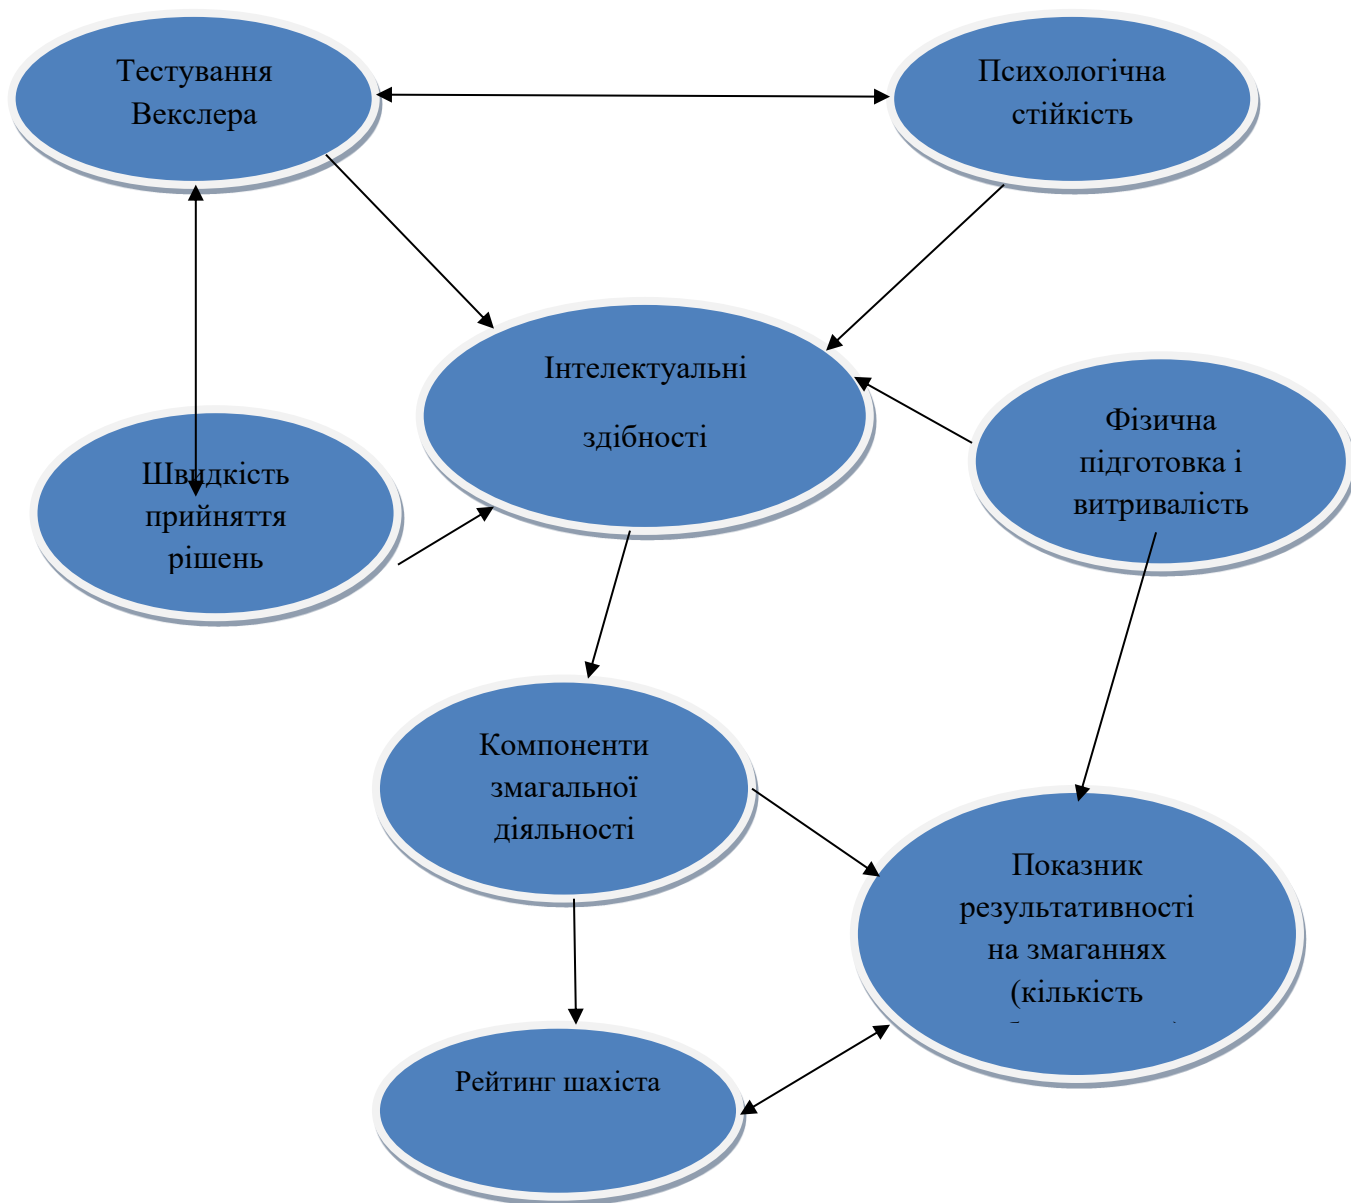 Тестування
Векслера
Психологічна
стійкість
Інтелектуальні
здібності
Фізична
підготовка і
витривалість
Швидкість
прийняття
рішень
Компоненти
змагальної
діяльності
Показник
результативності
на змаганнях
(кількість
Рейтинг шахіста